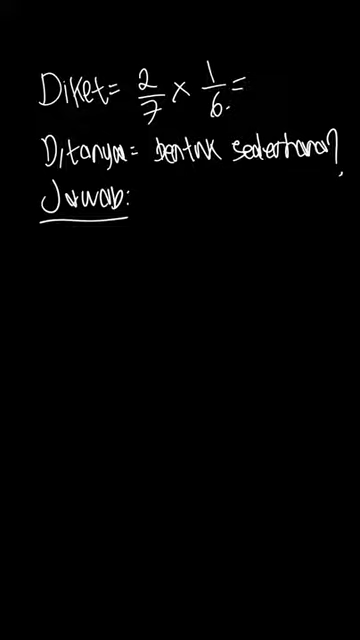 Diket = 2/7 x 1/6 =
Ditanya = bentuk sederhana?
Jawab: